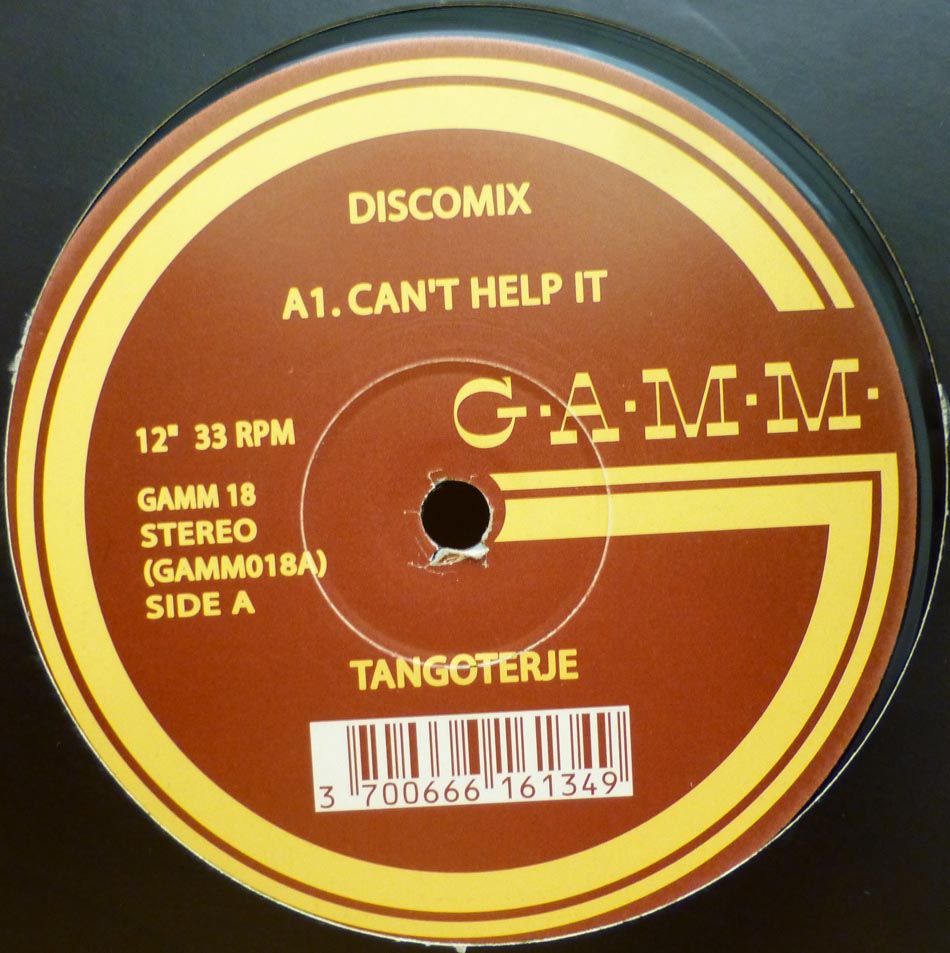 DISCOMIX
A1. CAN'T HELP IT
G·A·M·M·
12" 33 RPM
GAMM 18
STEREO
(GAMM018A)
SIDE A
TANGOTERJE
3 700666 161349